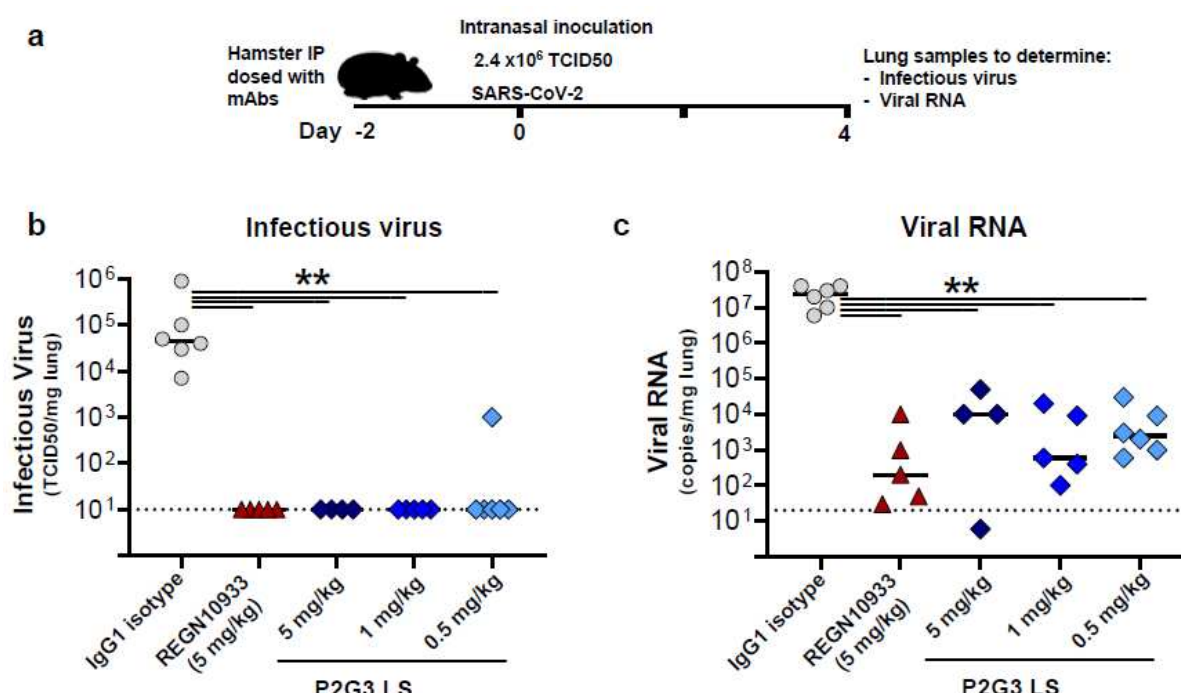 a
Hamster IP
dosed with
mAbs
Intranasal inoculation
2.4 x10⁶ TCID50
SARS-CoV-2
Lung samples to determine:
- Infectious virus
- Viral RNA
Day -2
0
4
b
Infectious virus
**
10⁶
10⁵
10⁴
10³
10²
10¹
Infectious Virus
(TCID50/mg lung)
IgG1 isotype
REGN10933
(5 mg/kg)
5 mg/kg
1 mg/kg
0.5 mg/kg
P2G3 LS
c
Viral RNA
**
10⁸
10⁷
10⁶
10⁵
10⁴
10³
10²
10¹
Viral RNA
(copies/mg lung)
IgG1 isotype
REGN10933
(5 mg/kg)
5 mg/kg
1 mg/kg
0.5 mg/kg
P2G3 LS